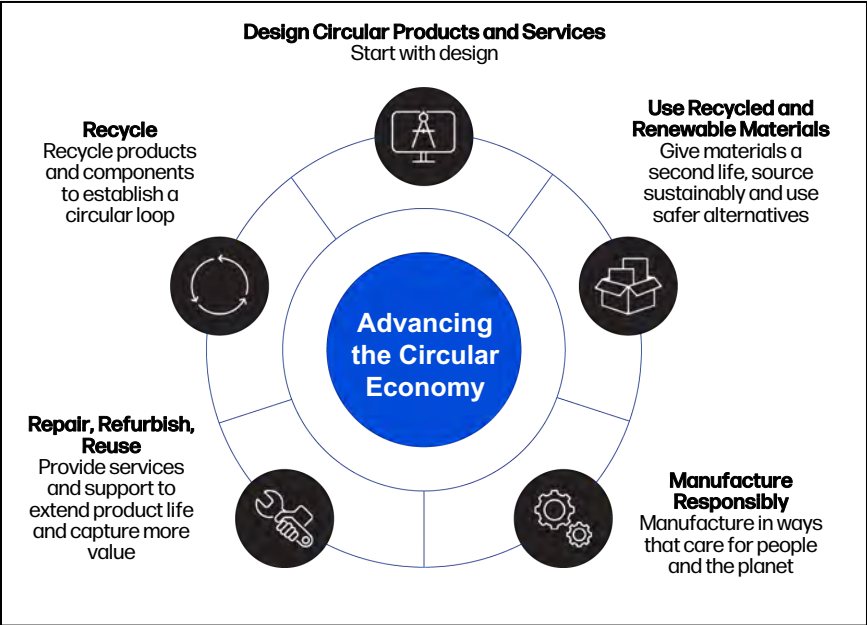 Design Circular Products and Services
Start with design
Use Recycled and
Renewable Materials
Give materials a
second life, source
sustainably and use
safer alternatives
Manufacture
Responsibly
Manufacture in ways
that care for people
and the planet
Repair, Refurbish,
Reuse
Provide services
and support to
extend product life
and capture more
value
Recycle
Recycle products
and components
to establish a
circular loop
Advancing
the Circular
Economy